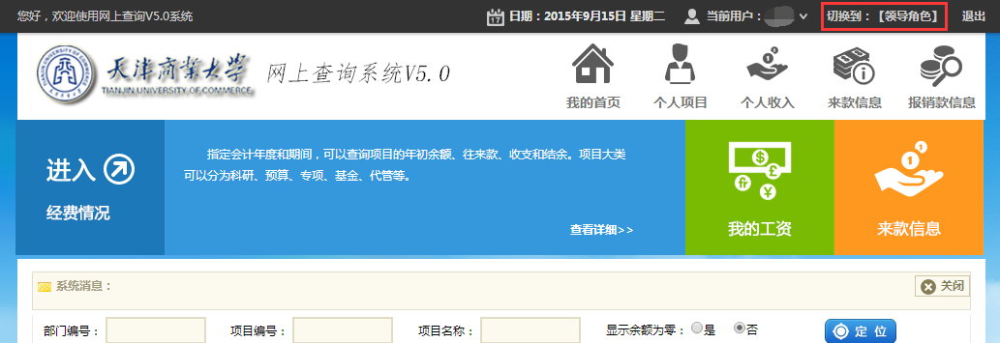 您好，欢迎使用网上查询V5.0系统
17 日期：2015年9月15日 星期二 当前用户： 切换到：【领导角色】 退出
天津商业大学 网上查询系统V5.0
TIANJIN UNIVERSITY OF COMMERCE
我的首页 个人项目 个人收入 来款信息 报销款信息
进入
经费情况
指定会计年度和期间，可以查询项目的年初余额、往来款、收支和结余。项目大类
可以分为科研、预算、专项、基金、代管等。
查看详细>>
我的工资 来款信息
系统消息： 关闭
部门编号： 项目编号： 项目名称： 显示余额为零： 是 否 定 位